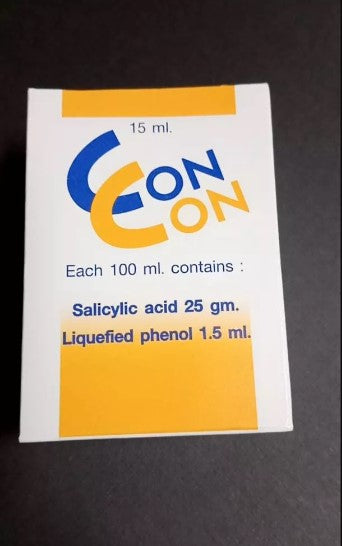 15 ml.
CON
CON
Each 100 ml. contains :
Salicylic acid 25 gm.
Liquefied phenol 1.5 ml.